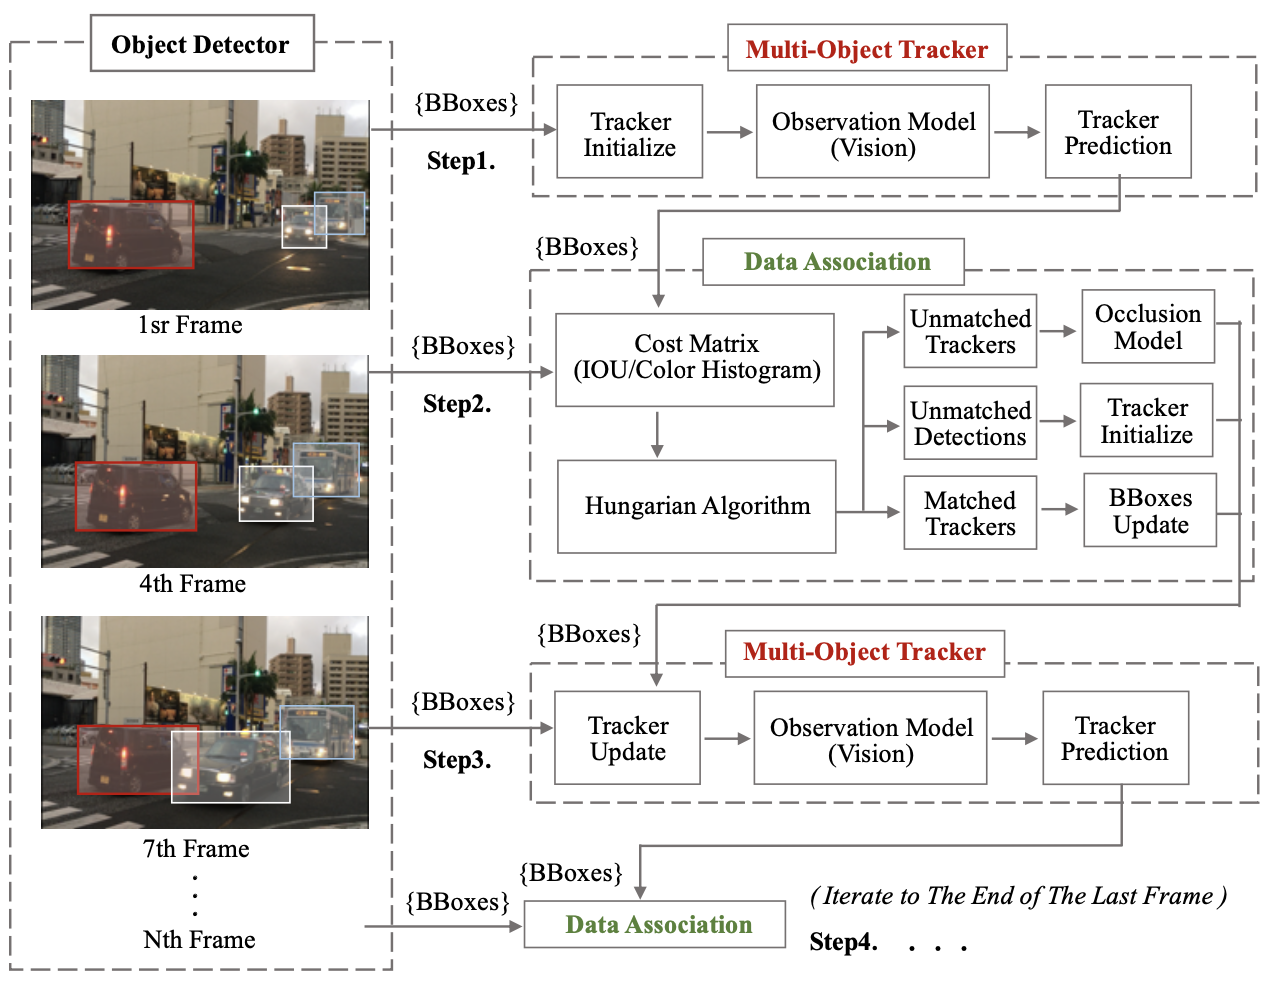 Object Detector
1sr Frame
4th Frame
7th Frame
.
.
.
Nth Frame
{BBoxes}
Step1.
Multi-Object Tracker
Tracker
Initialize
Observation Model
(Vision)
Tracker
Prediction
{BBoxes}
{BBoxes}
Step2.
Data Association
Cost Matrix
(IOU/Color Histogram)
Hungarian Algorithm
Unmatched
Trackers
Occlusion
Model
Unmatched
Detections
Tracker
Initialize
Matched
Trackers
BBoxes
Update
{BBoxes}
{BBoxes}
Step3.
Multi-Object Tracker
Tracker
Update
Observation Model
(Vision)
Tracker
Prediction
{BBoxes}
{BBoxes}
Data Association
( Iterate to The End of The Last Frame )
Step4. . . .